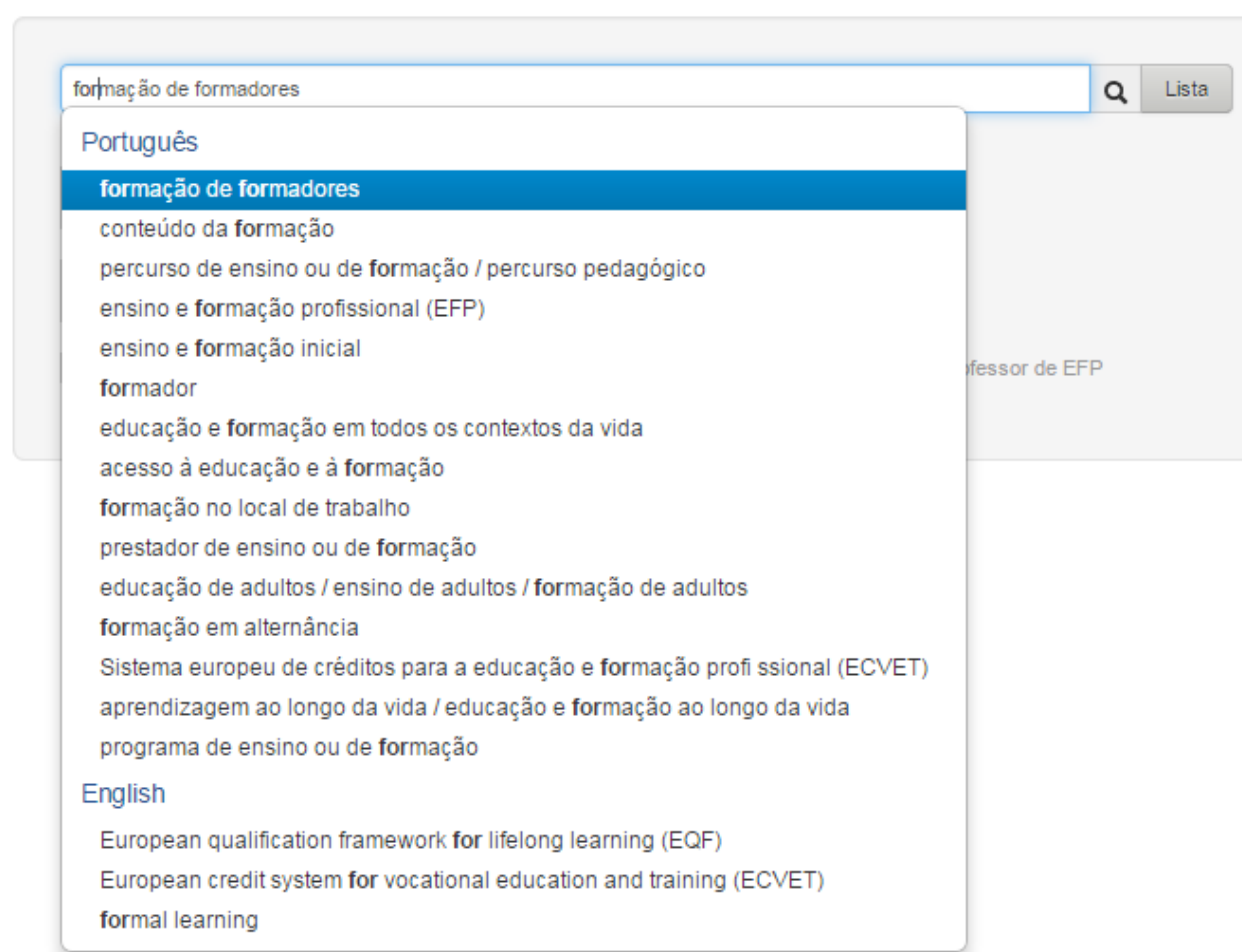 formação de formadores
Lista
Português
formação de formadores
conteúdo da formação
percurso de ensino ou de formação / percurso pedagógico
ensino e formação profissional (EFP)
ensino e formação inicial
formador
educação e formação em todos os contextos da vida
acesso à educação e à formação
formação no local de trabalho
prestador de ensino ou de formação
educação de adultos / ensino de adultos / formação de adultos
formação em alternância
Sistema europeu de créditos para a educação e formação profi ssional (ECVET)
aprendizagem ao longo da vida / educação e formação ao longo da vida
programa de ensino ou de formação
English
European qualification framework for lifelong learning (EQF)
European credit system for vocational education and training (ECVET)
formal learning
de EFP